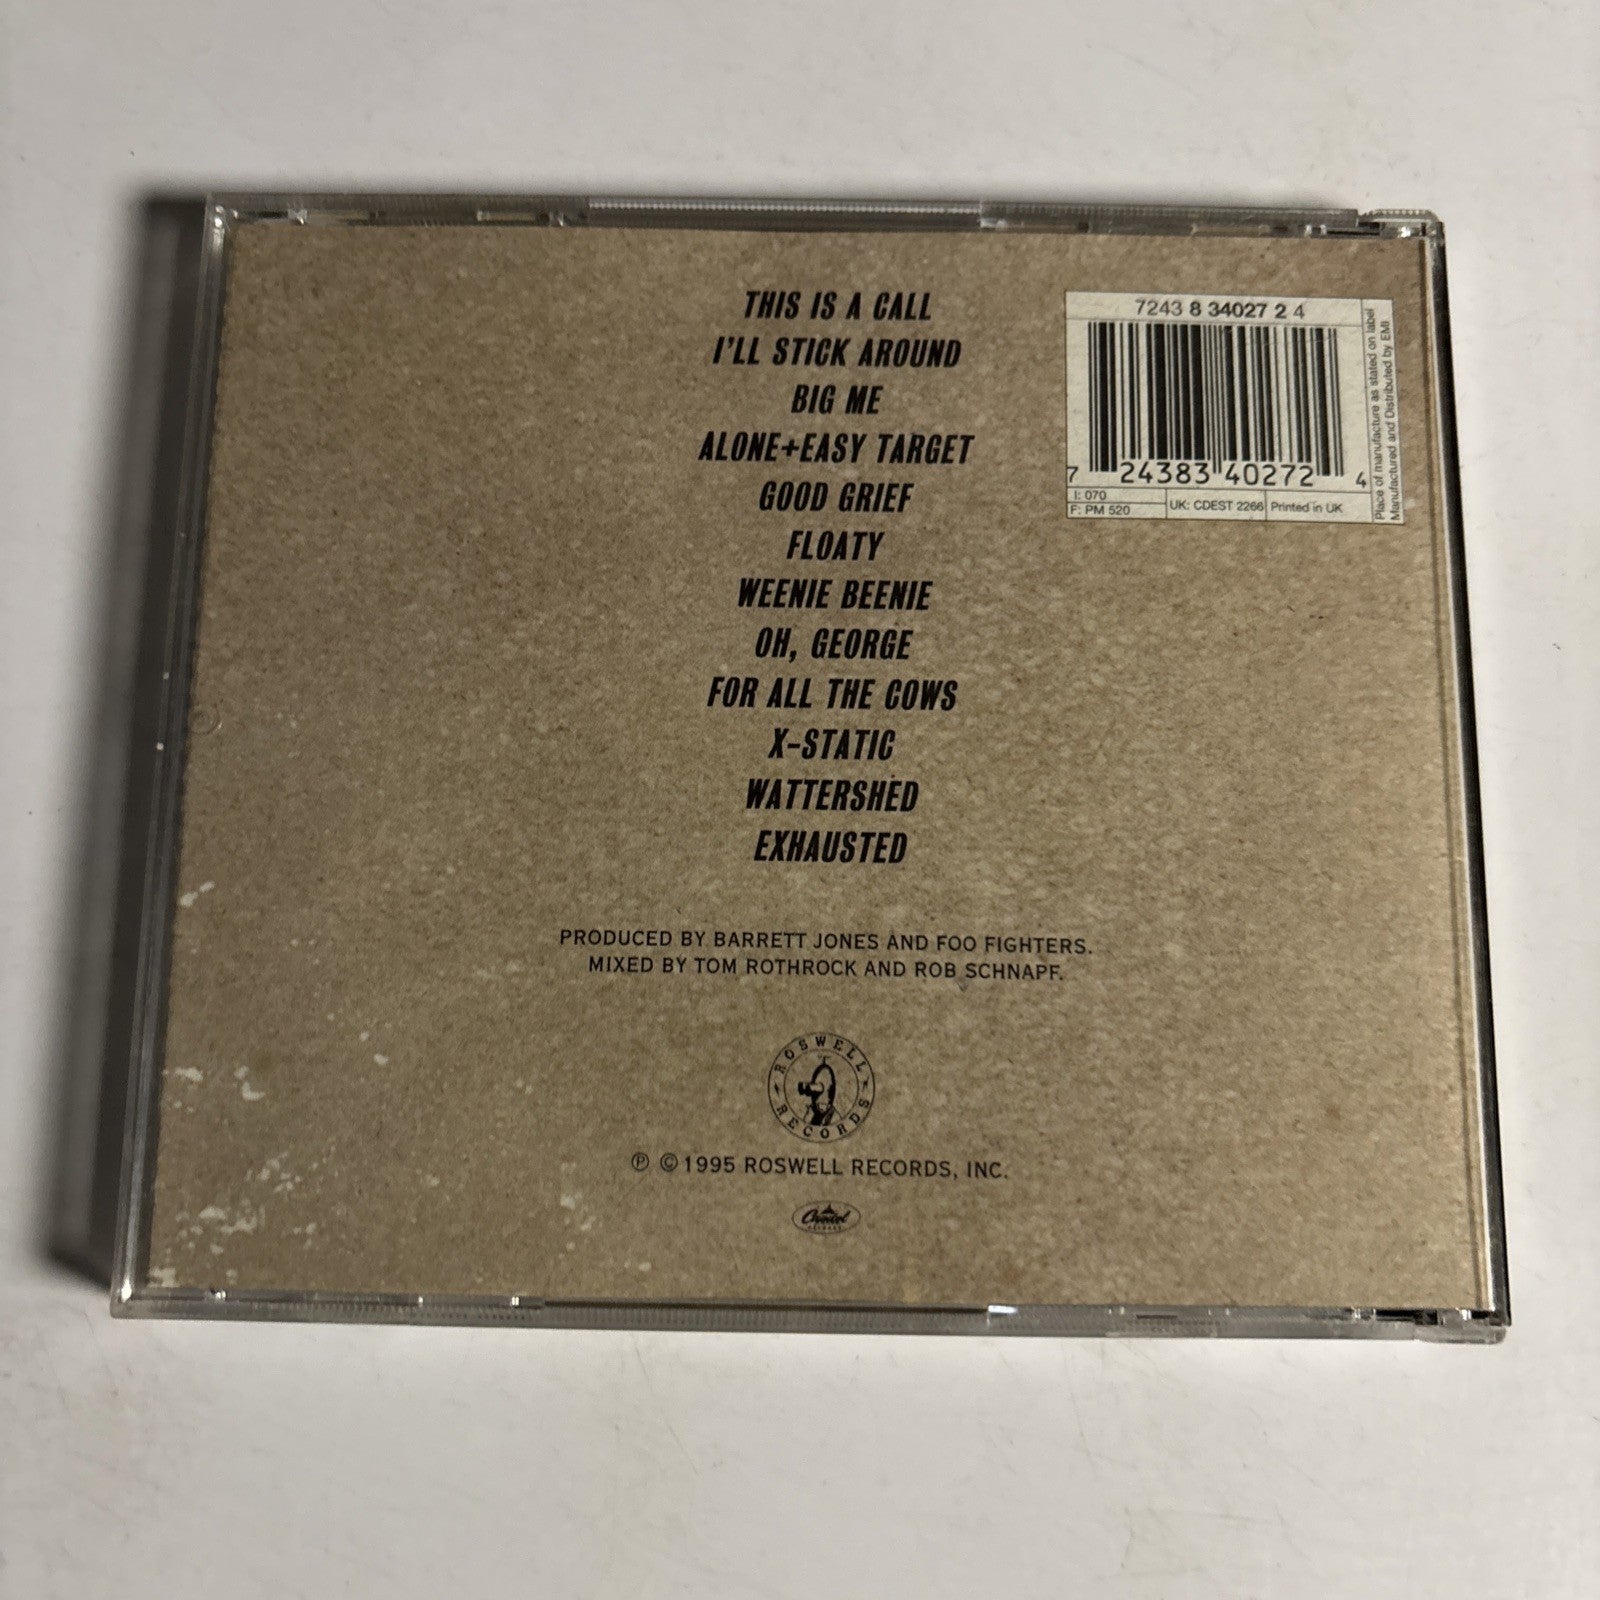 THIS IS A CALL
I'LL STICK AROUND
BIG ME
ALONE+EASY TARGET
GOOD GRIEF
FLOATY
WEENIE BEENIE
OH, GEORGE
FOR ALL THE COWS
X-STATIC
WATTERSHED
EXHAUSTED
7243 8 34027 2 4
7 24383 40272 4
I: 070
F: PM 520
UK: CDEST 2266
Printed in UK
Place of manufacture as stated on label
Manufactured and Distributed by EMI
PRODUCED BY BARRETT JONES AND FOO FIGHTERS.
MIXED BY TOM ROTHROCK AND ROB SCHNAPF.
ROSWELL
RECORDS
℗ ©1995 ROSWELL RECORDS, INC.
Capitol
RECORDS